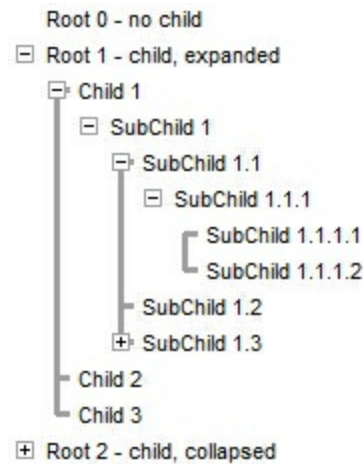 Root 0 - no child
Root 1 - child, expanded
Child 1
SubChild 1
SubChild 1.1
SubChild 1.1.1
SubChild 1.1.1.1
SubChild 1.1.1.2
SubChild 1.2
SubChild 1.3
Child 2
Child 3
Root 2 - child, collapsed